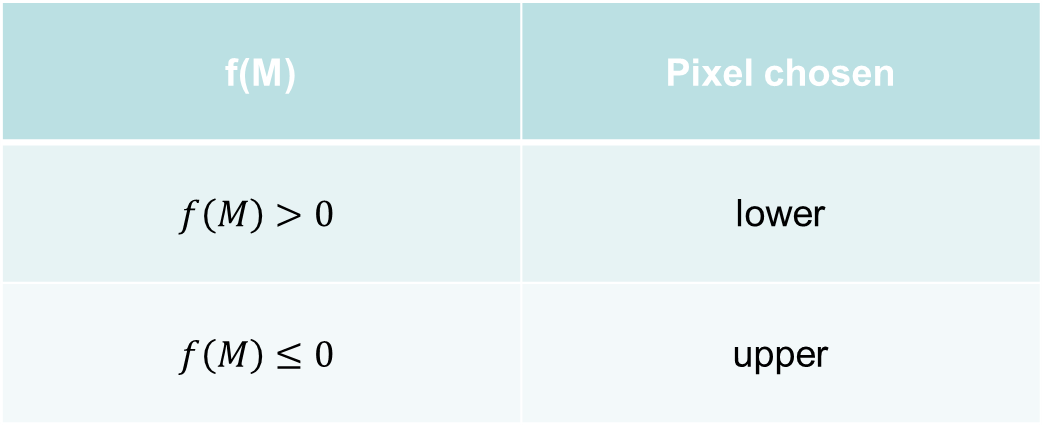 f(M) Pixel chosen
f(M) > 0 lower
f(M) ≤ 0 upper